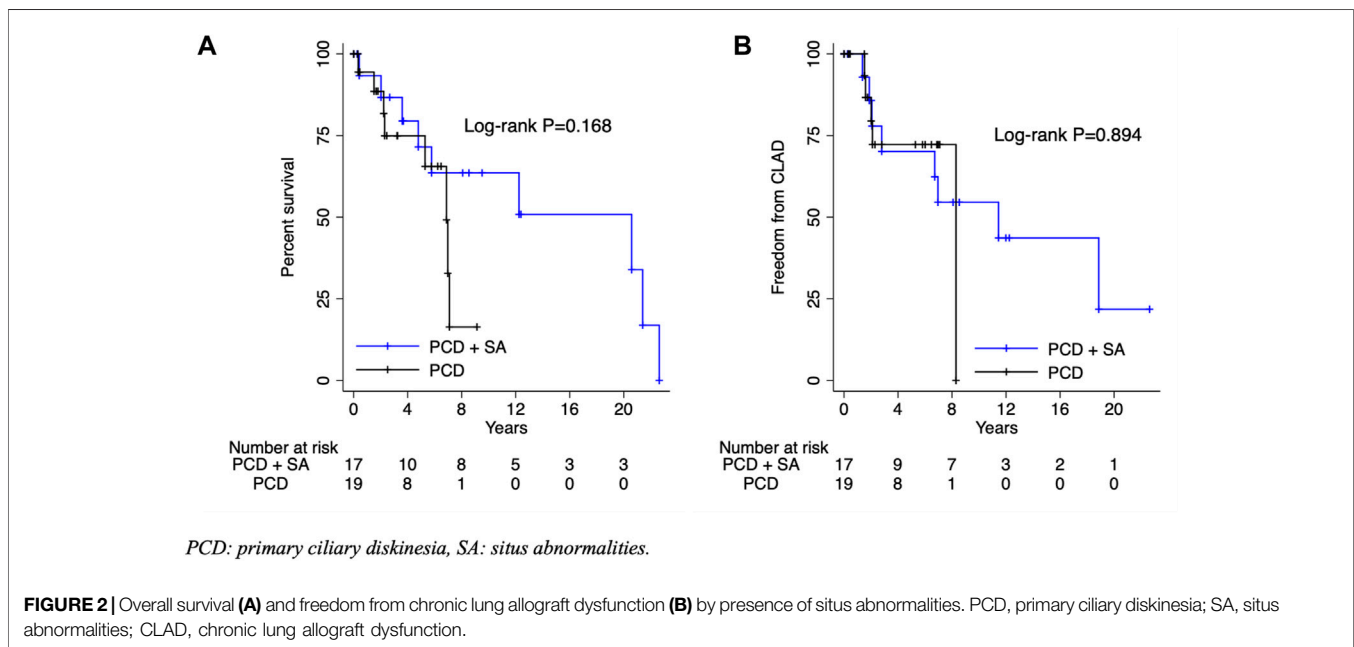 A
100
75
50
25
0
Percent survival
Log-rank P=0.168
PCD + SA
PCD
0 4 8 12 16 20
Years
Number at risk
PCD + SA 17 10 8 5 3 3
PCD 19 8 1 0 0 0
B
100
75
50
25
0
Freedom from CLAD
Log-rank P=0.894
PCD + SA
PCD
0 4 8 12 16 20
Years
Number at risk
PCD + SA 17 9 7 3 2 1
PCD 19 8 1 0 0 0
PCD: primary ciliary diskinesia, SA: situs abnormalities.
FIGURE 2 | Overall survival (A) and freedom from chronic lung allograft dysfunction (B) by presence of situs abnormalities. PCD, primary ciliary diskinesia; SA, situs
abnormalities; CLAD, chronic lung allograft dysfunction.